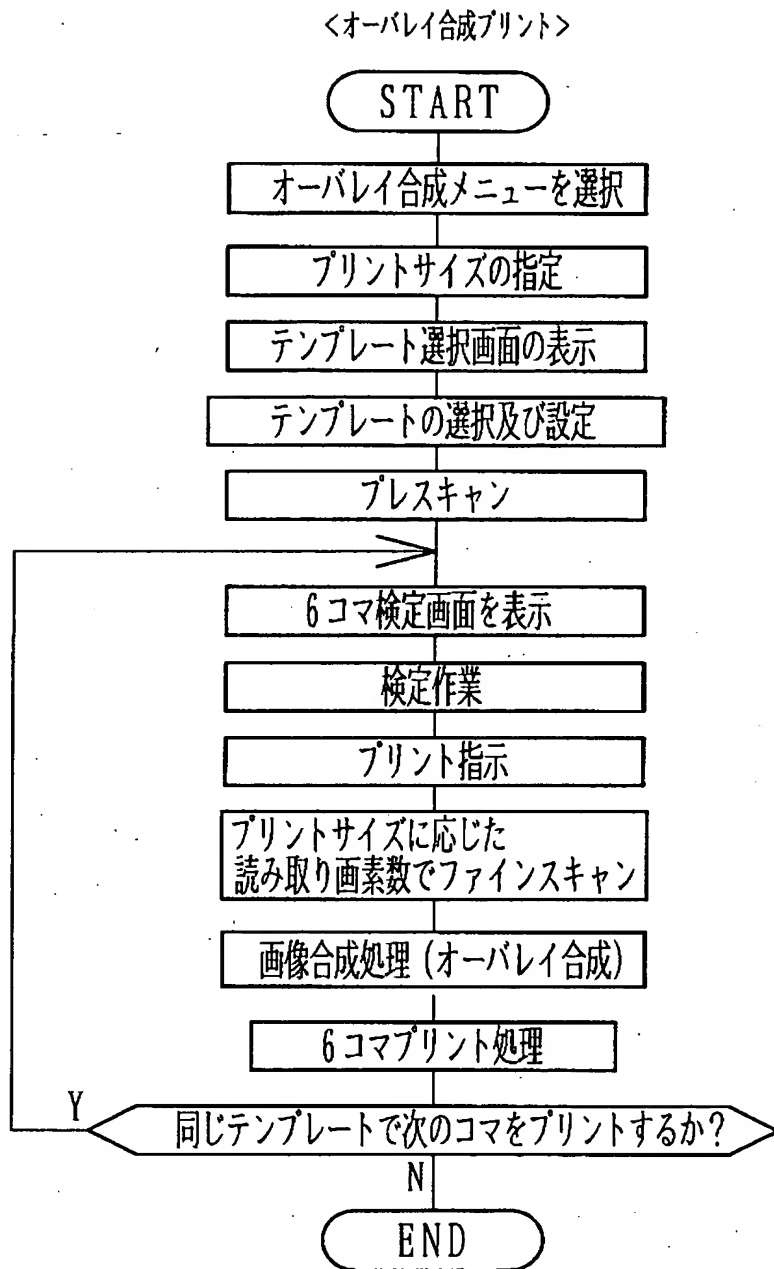 <オーバレイ合成プリント>
START
オーバレイ合成メニューを選択
プリントサイズの指定
テンプレート選択画面の表示
テンプレートの選択及び設定
プレスキャン
6コマ検定画面を表示
検定作業
プリント指示
プリントサイズに応じた
読み取り画素数でファインスキャン
画像合成処理(オーバレイ合成)
6コマプリント処理
Y
同じテンプレートで次のコマをプリントするか?
N
END